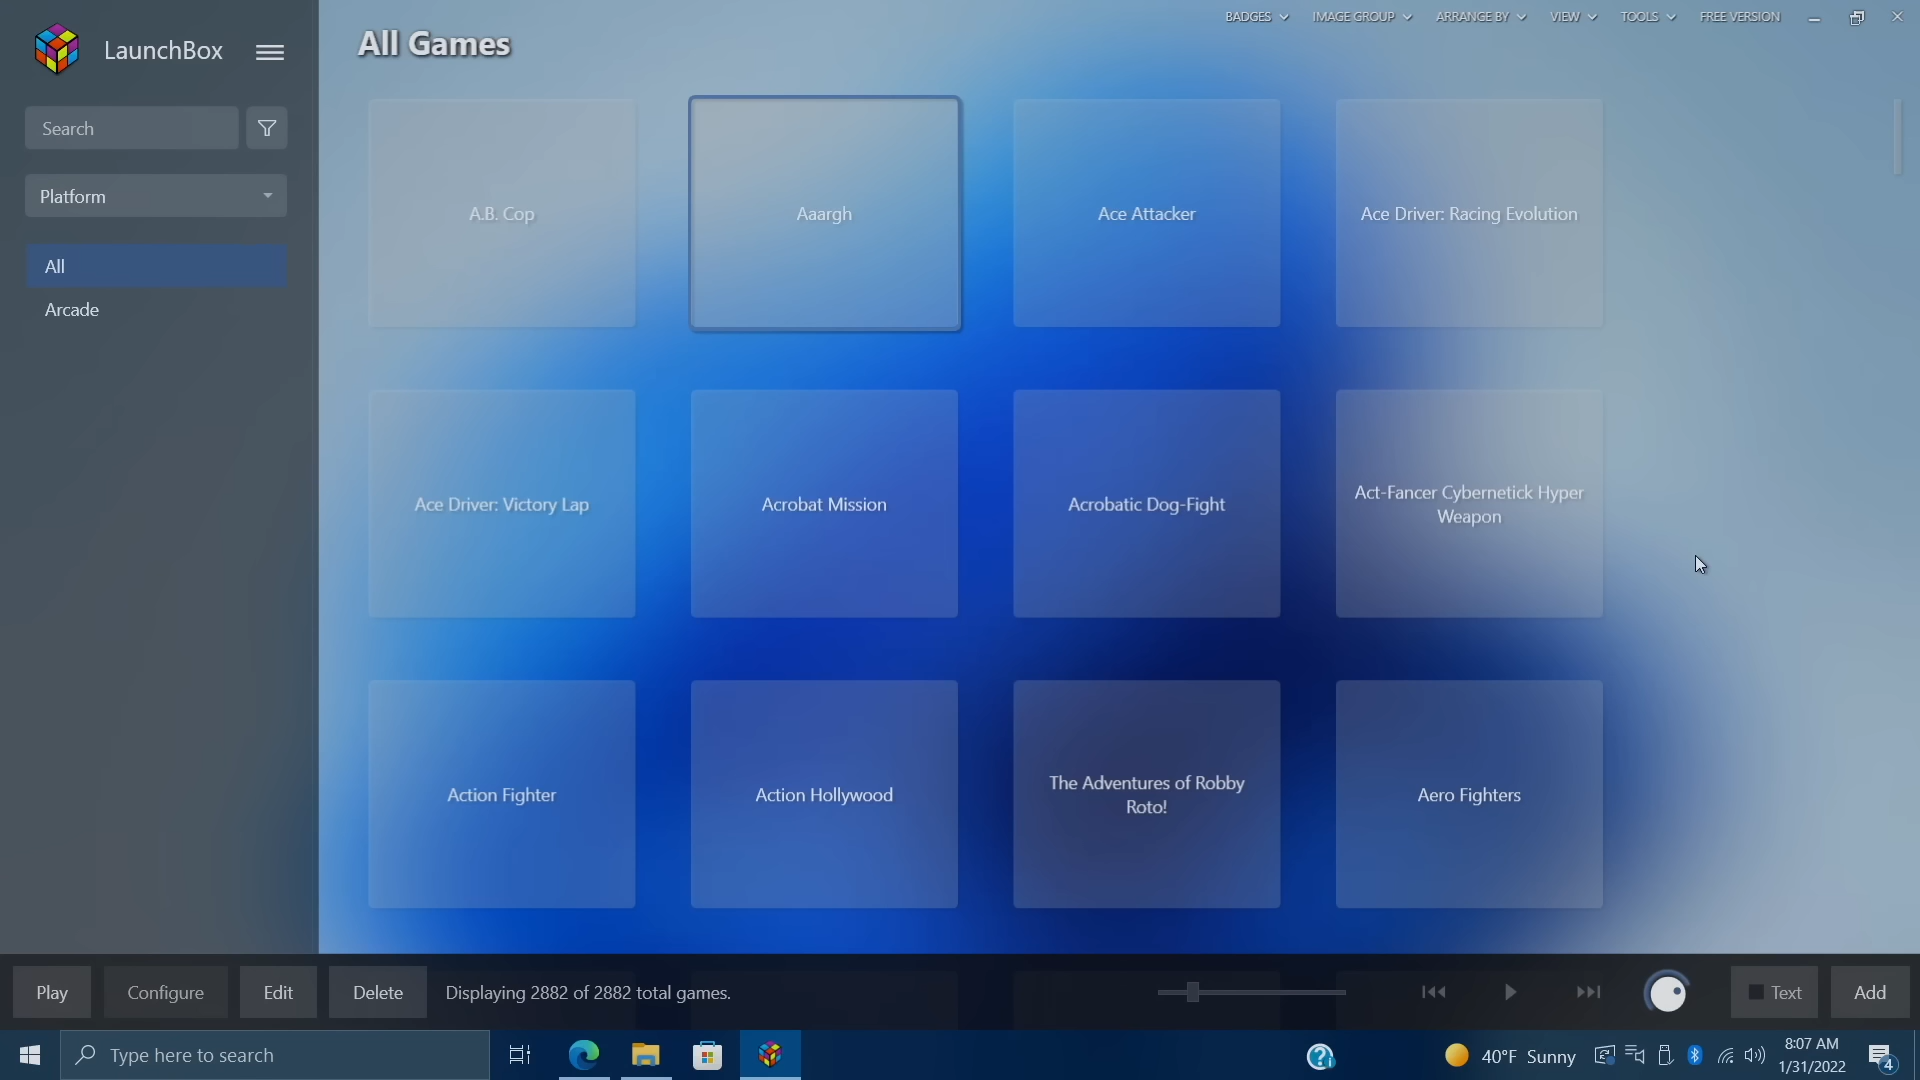 LaunchBox
All Games
BADGES
IMAGE GROUP
ARRANGE BY
VIEW
TOOLS
FREE VERSION
Search
Platform
All
Arcade
A.B. Cop
Aaargh
Ace Attacker
Ace Driver: Racing Evolution
Ace Driver: Victory Lap
Acrobat Mission
Acrobatic Dog-Fight
Act-Fancer Cybernetick Hyper
Weapon
Action Fighter
Action Hollywood
The Adventures of Robby
Roto!
Aero Fighters
Play
Configure
Edit
Delete
Displaying 2882 of 2882 total games.
Text
Add
Type here to search
40°F Sunny
8:07 AM
1/31/2022
4